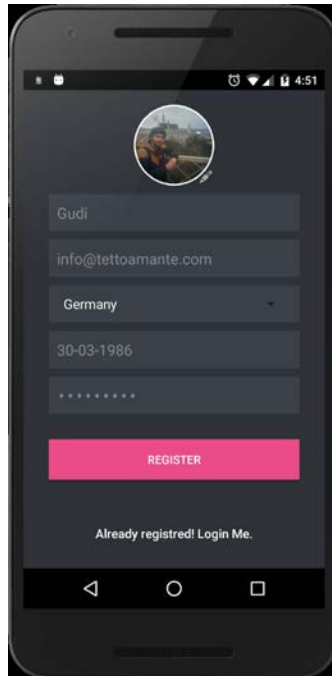 4:51
Gudi
info@tettoamante.com
Germany
30-03-1986
REGISTER
Already registred! Login Me.